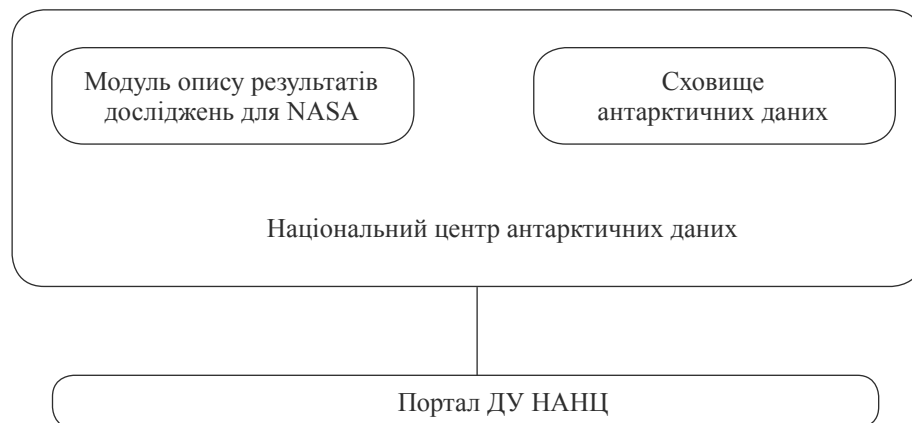 Модуль опису результатів
досліджень для NASA
Сховище
антарктичних даних
Національний центр антарктичних даних
Портал ДУ НАНЦ